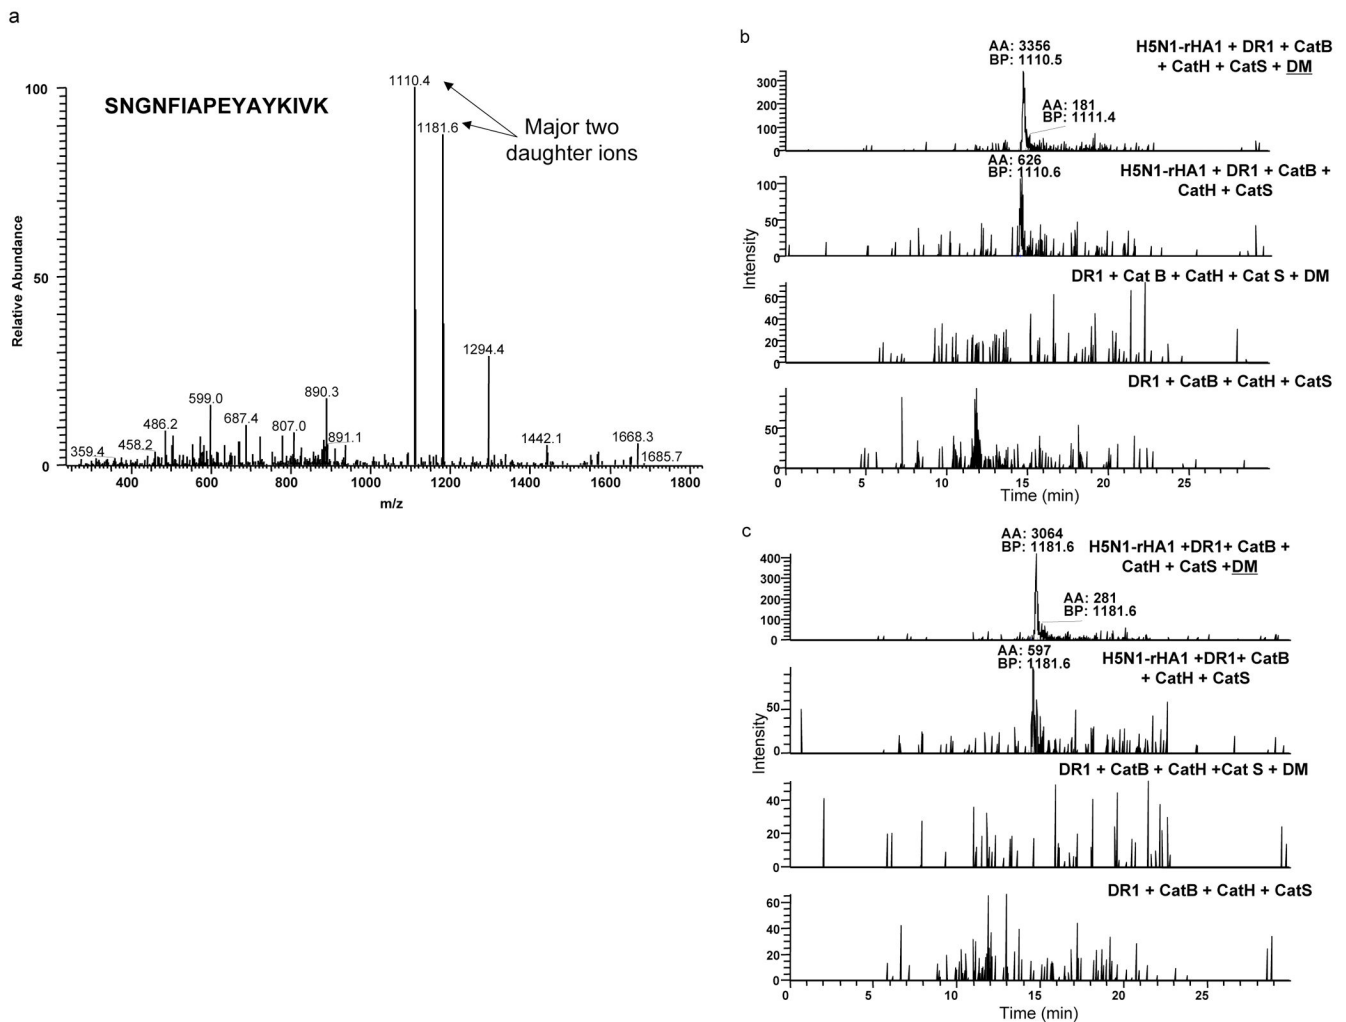 a
SNGNFIAPEYAYKIVK
1110.4
1181.6
Major two
daughter ions
1294.4
890.3
599.0
687.4
807.0
486.2
458.2
359.4
891.1
1442.1
1668.3
1685.7
Relative Abundance
100
50
0
400 600 800 1000 1200 1400 1600 1800
m/z
b
AA: 3356
BP: 1110.5
H5N1-rHA1 + DR1 + CatB
+ CatH + CatS + DM
AA: 181
BP: 1111.4
300
200
100
0
AA: 626
BP: 1110.6
H5N1-rHA1 + DR1 + CatB +
CatH + CatS
100
50
0
Intensity
DR1 + Cat B + CatH + Cat S + DM
60
40
20
0
DR1 + CatB + CatH + CatS
50
0
0 5 10 15 20 25
Time (min)
c
AA: 3064
BP: 1181.6
H5N1-rHA1 +DR1+ CatB +
CatH + CatS +DM
AA: 281
BP: 1181.6
400
300
200
100
0
AA: 597
BP: 1181.6
H5N1-rHA1 +DR1+ CatB
+ CatH + CatS
50
0
Intensity
DR1 + CatB + CatH +Cat S + DM
40
20
0
DR1 + CatB + CatH + CatS
60
40
20
0
0 5 10 15 20 25
Time (min)